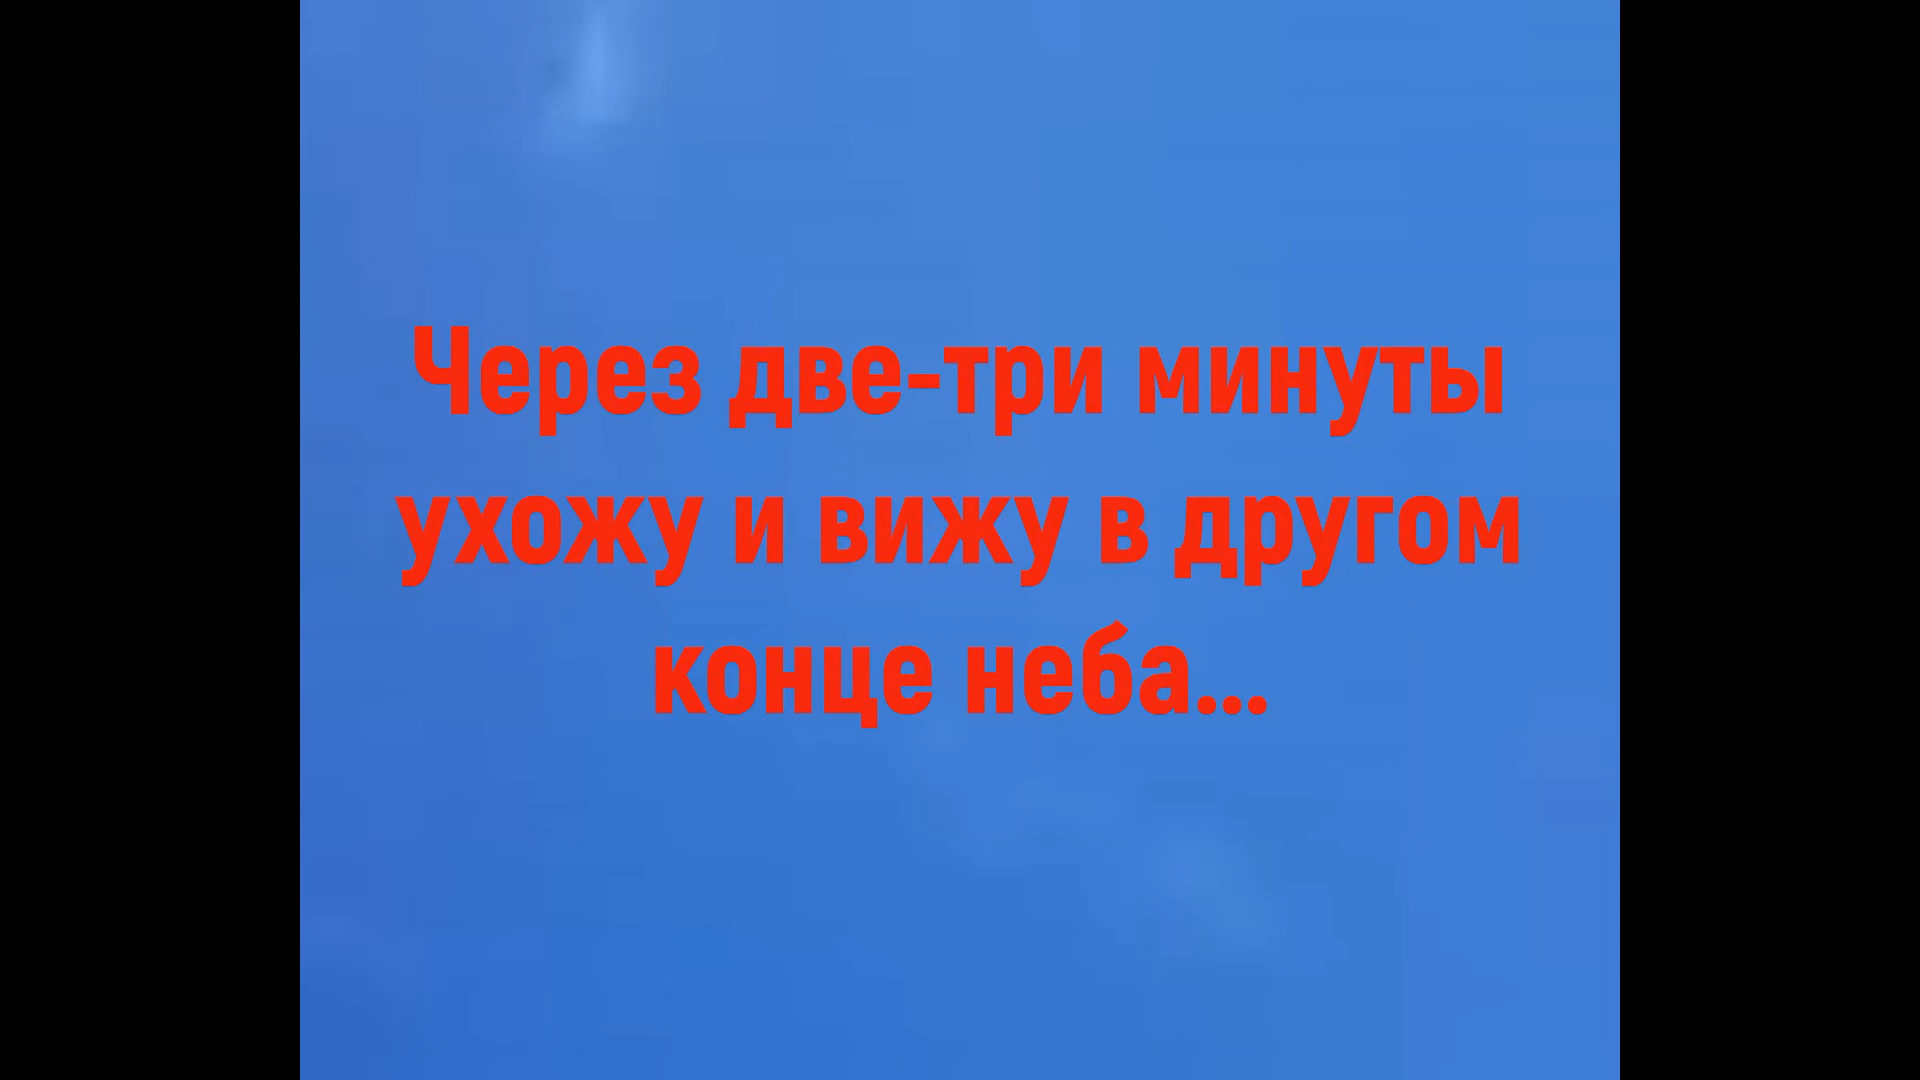 Через две-три минуты
ухожу и вижу в другом
конце неба...